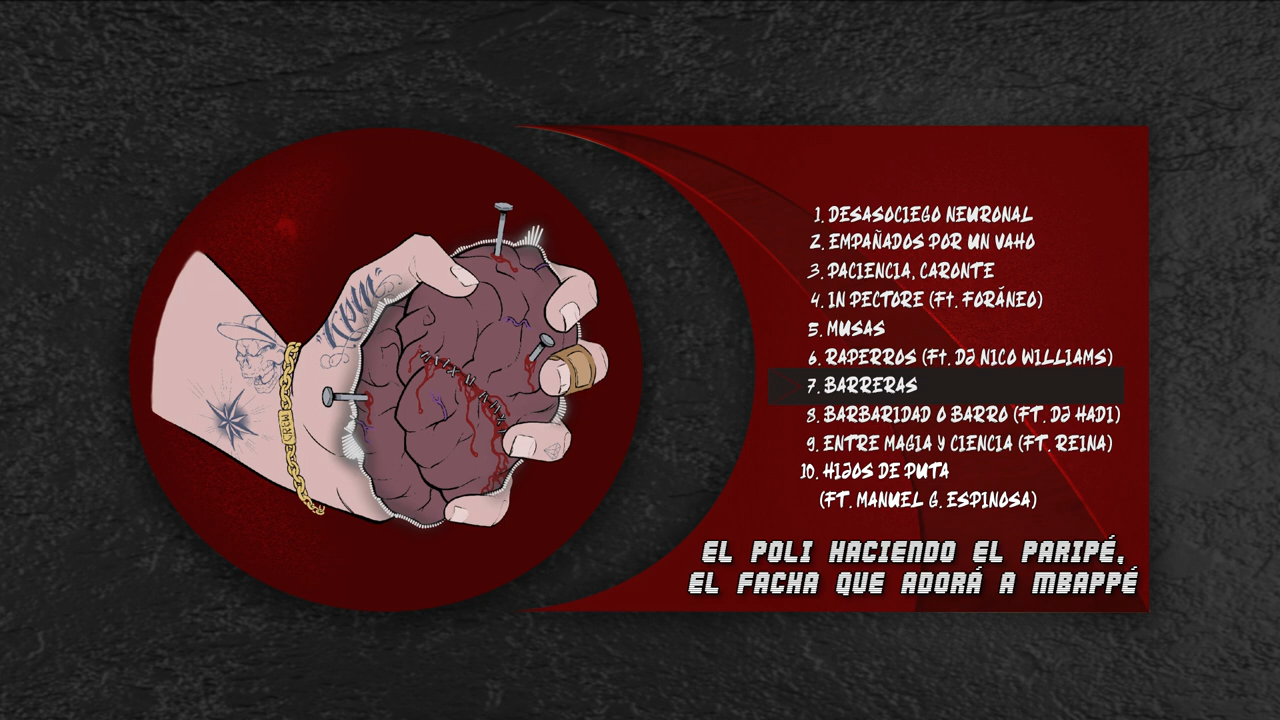 "Kpm"
CREW
1. DESASOCIEGO NEURONAL
2. EMPAÑADOS POR UN VAHO
3. PACIENCIA, CARONTE
4. IN PECTORE (Ft. FORÁNEO)
5. MUSAS
6. RAPERROS (Ft. DJ NICO WILLIAMS)
7. BARRERAS
8. BARBARIDAD O BARRO (FT. DJ HADI)
9. ENTRE MAGIA Y CIENCIA (FT. REINA)
10. HIJOS DE PUTA
(FT. MANUEL G. ESPINOSA)
EL POLI HACIENDO EL PARIPÉ,
EL FACHA QUE ADORÁ A MBAPPÉ